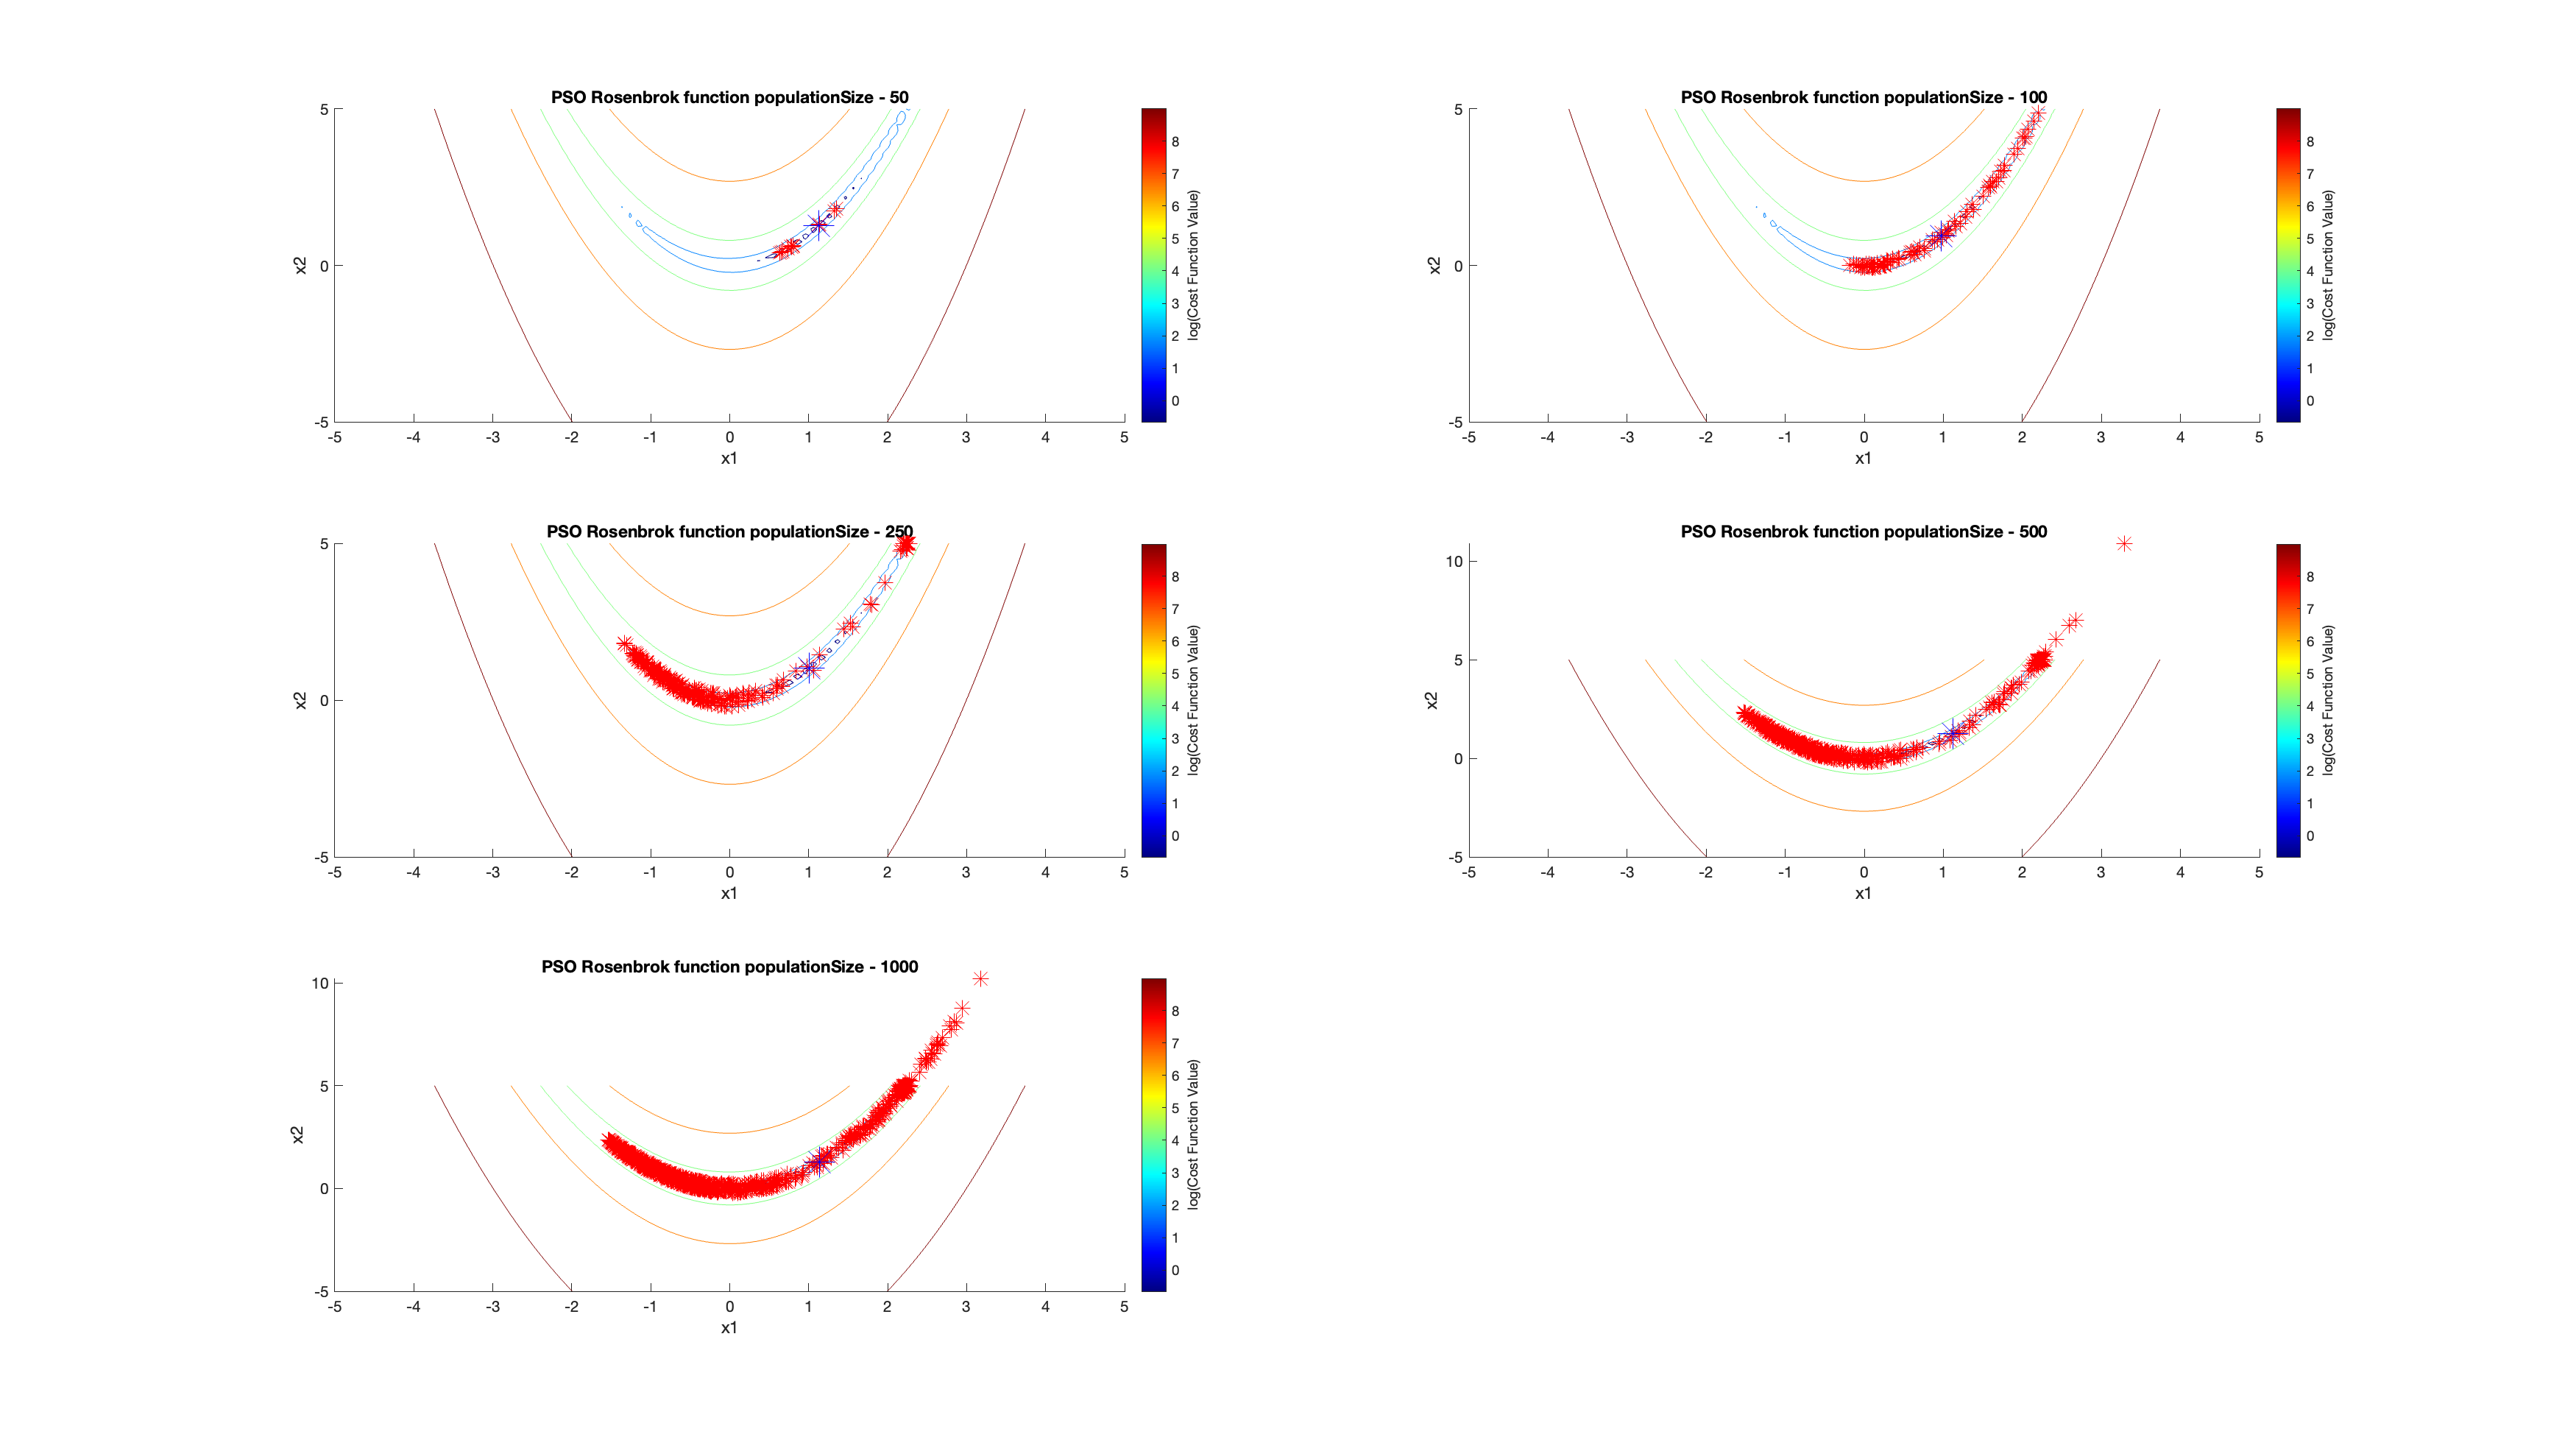 PSO Rosenbrok function populationSize - 50
5
0
-5
x2
-5 -4 -3 -2 -1 0 1 2 3 4 5
x1
8
7
6
5
4
3
2
1
0
log(Cost Function Value)
PSO Rosenbrok function populationSize - 100
5
0
-5
x2
-5 -4 -3 -2 -1 0 1 2 3 4 5
x1
8
7
6
5
4
3
2
1
0
log(Cost Function Value)
PSO Rosenbrok function populationSize - 250
5
0
-5
x2
-5 -4 -3 -2 -1 0 1 2 3 4 5
x1
8
7
6
5
4
3
2
1
0
log(Cost Function Value)
PSO Rosenbrok function populationSize - 500
10
5
0
-5
x2
-5 -4 -3 -2 -1 0 1 2 3 4 5
x1
8
7
6
5
4
3
2
1
0
log(Cost Function Value)
PSO Rosenbrok function populationSize - 1000
10
5
0
-5
x2
-5 -4 -3 -2 -1 0 1 2 3 4 5
x1
8
7
6
5
4
3
2
1
0
log(Cost Function Value)